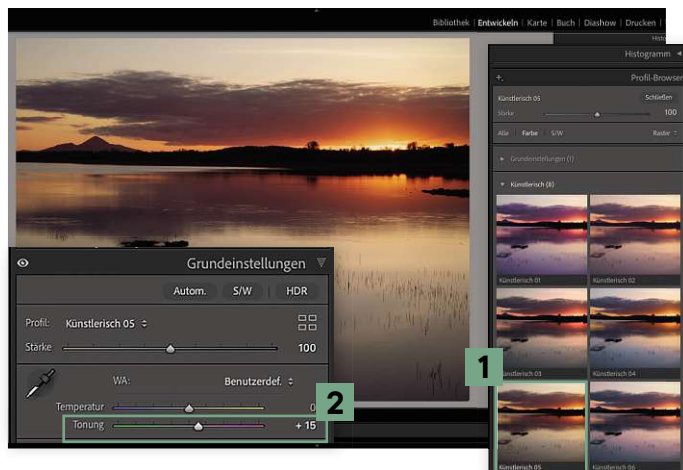 Bibliothek | Entwickeln | Karte | Buch | Diashow | Drucken |
Histogramm
Profil-Browser
Künstlerisch 05 Schließen
Stärke 100
Alle Farbe S/W Raster
Grundeinstellungen (1)
Künstlerisch (8)
Künstlerisch 01 Künstlerisch 02
Künstlerisch 03 Künstlerisch 04
1
Künstlerisch 05 Künstlerisch 06
Grundeinstellungen
Autom. S/W HDR
Profil: Künstlerisch 05
Stärke 100
WA: Benutzerdef.
2
Temperatur 0
Tonung + 15